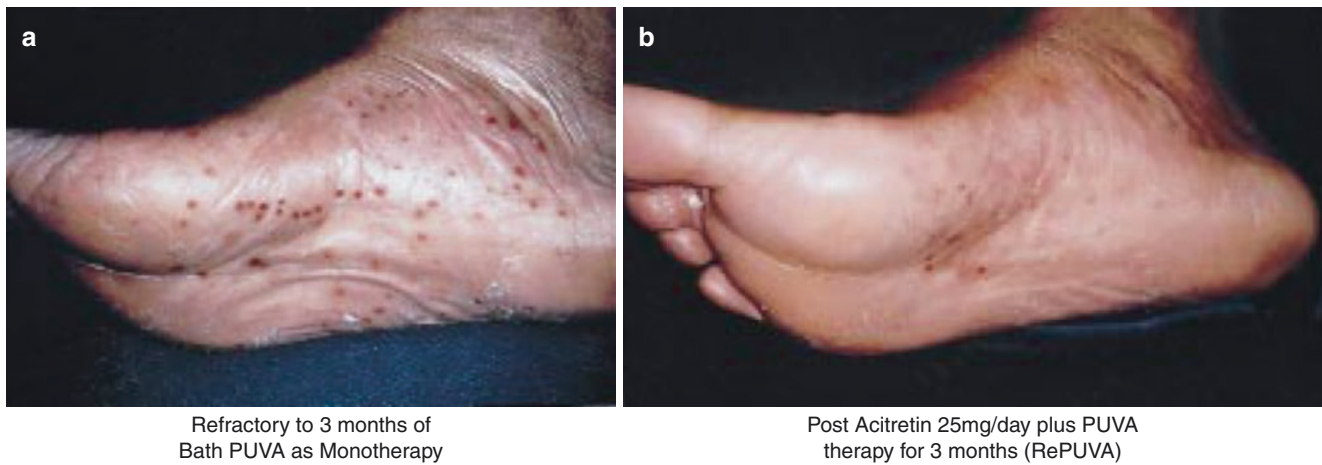 a
b
Refractory to 3 months of
Bath PUVA as Monotherapy
Post Acitretin 25mg/day plus PUVA
therapy for 3 months (RePUVA)